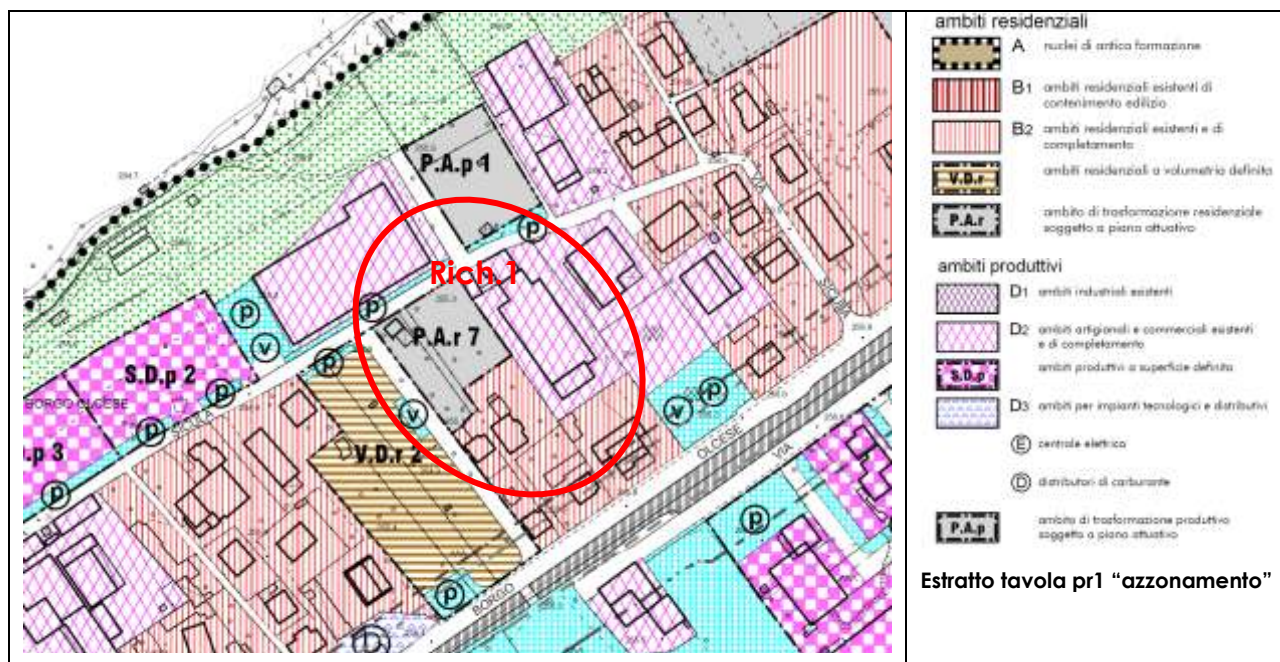 P.A.p 1
p
Rich.1
p
P.A.r 7
p
v
p
S.D.p 2
p
BORGO OLCESE
p
.p 3
p
v
p
v
V.D.r 2
OLCESE
VIA
p
p
BORGO
D
VIA
ambiti residenziali
A nuclei di antica formazione
B1 ambiti residenziali esistenti di
contenimento edilizio
B2 ambiti residenziali esistenti e di
completamento
V.D.r ambiti residenziali a volumetria definita
P.A.r ambito di trasformazione residenziale
soggetto a piano attuativo
ambiti produttivi
D1 ambiti industriali esistenti
D2 ambiti artigianali e commerciali esistenti
e di completamento
S.D.p ambiti produttivi a superficie definita
D3 ambiti per impianti tecnologici e distributivi
E centrale elettrica
D distributori di carburante
P.A.p ambito di trasformazione produttivo
soggetto a piano attuativo
Estratto tavola pr1 “azzonamento”